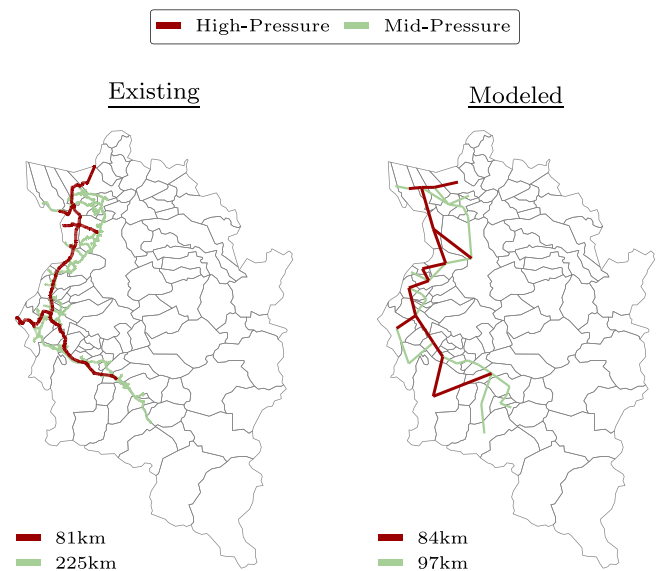 High-Pressure Mid-Pressure
Existing
Modeled
81km
225km
84km
97km